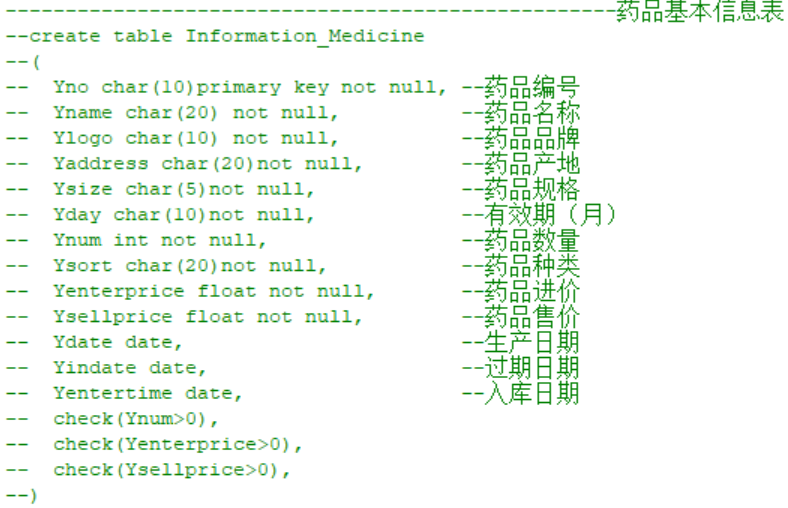 ---------------------------------------------------药品基本信息表
--create table Information_Medicine
--(
--  Yno char(10)primary key not null, --药品编号
--  Yname char(20) not null,          --药品名称
--  Ylogo char(10) not null,          --药品品牌
--  Yaddress char(20)not null,        --药品产地
--  Ysize char(5)not null,            --药品规格
--  Yday char(10)not null,            --有效期（月）
--  Ynum int not null,                --药品数量
--  Ysort char(20)not null,           --药品种类
--  Yenterprice float not null,       --药品进价
--  Ysellprice float not null,        --药品售价
--  Ydate date,                       --生产日期
--  Yindate date,                     --过期日期
--  Yentertime date,                  --入库日期
--  check(Ynum>0),
--  check(Yenterprice>0),
--  check(Ysellprice>0),
--)